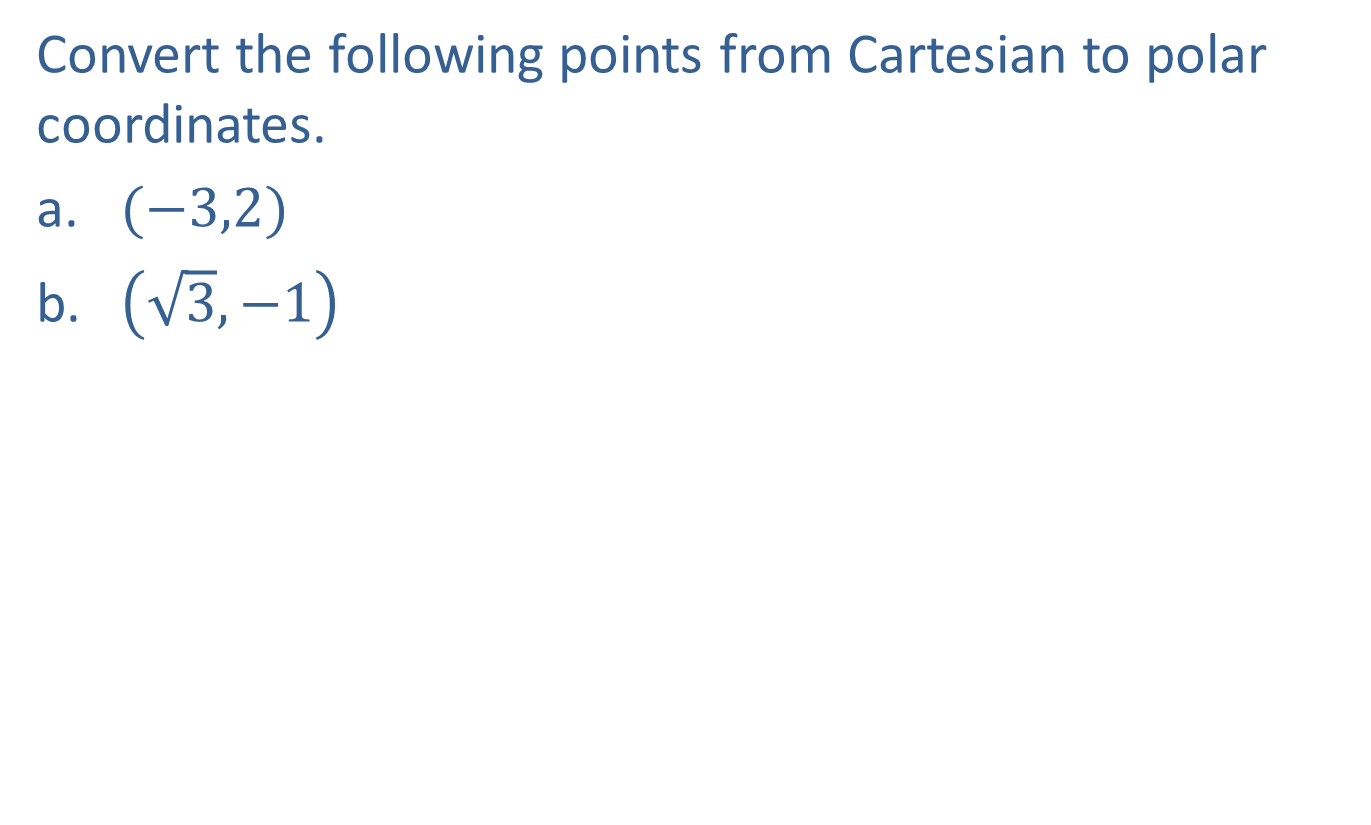 Convert the following points from Cartesian to polar
coordinates.
a. (−3,2)
b. (√3, −1)